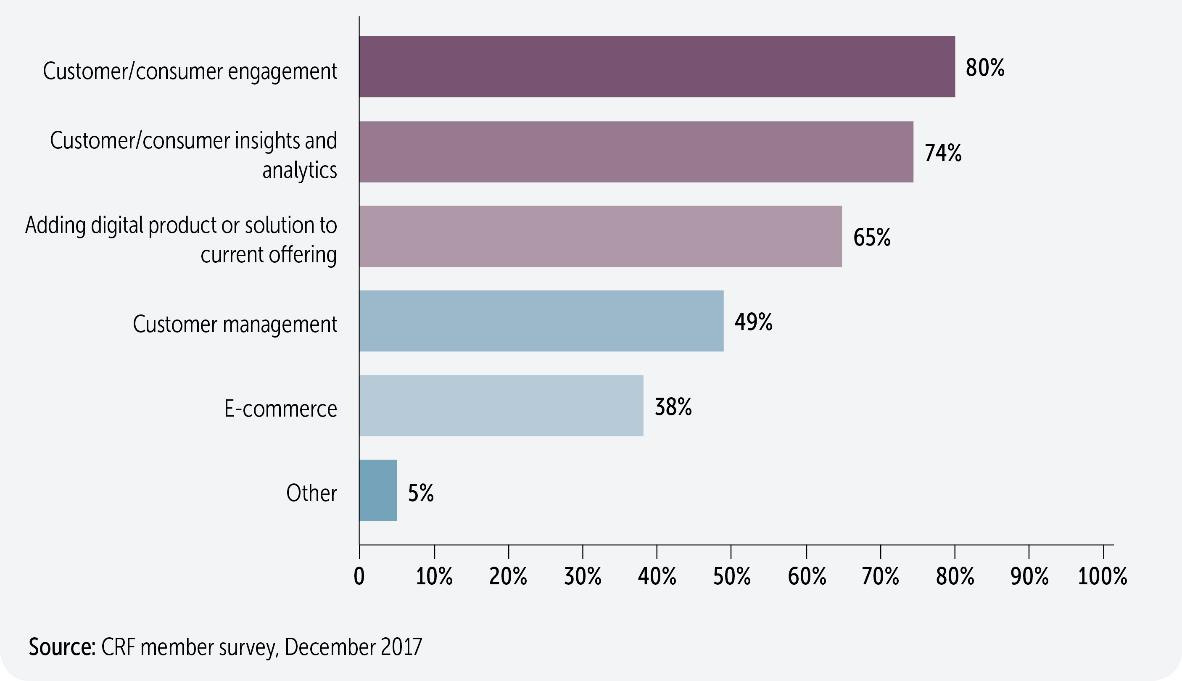 Customer/consumer engagement
80%
Customer/consumer insights and
analytics
74%
Adding digital product or solution to
current offering
65%
Customer management
49%
E-commerce
38%
Other
5%
0 10% 20% 30% 40% 50% 60% 70% 80% 90% 100%
Source: CRF member survey, December 2017